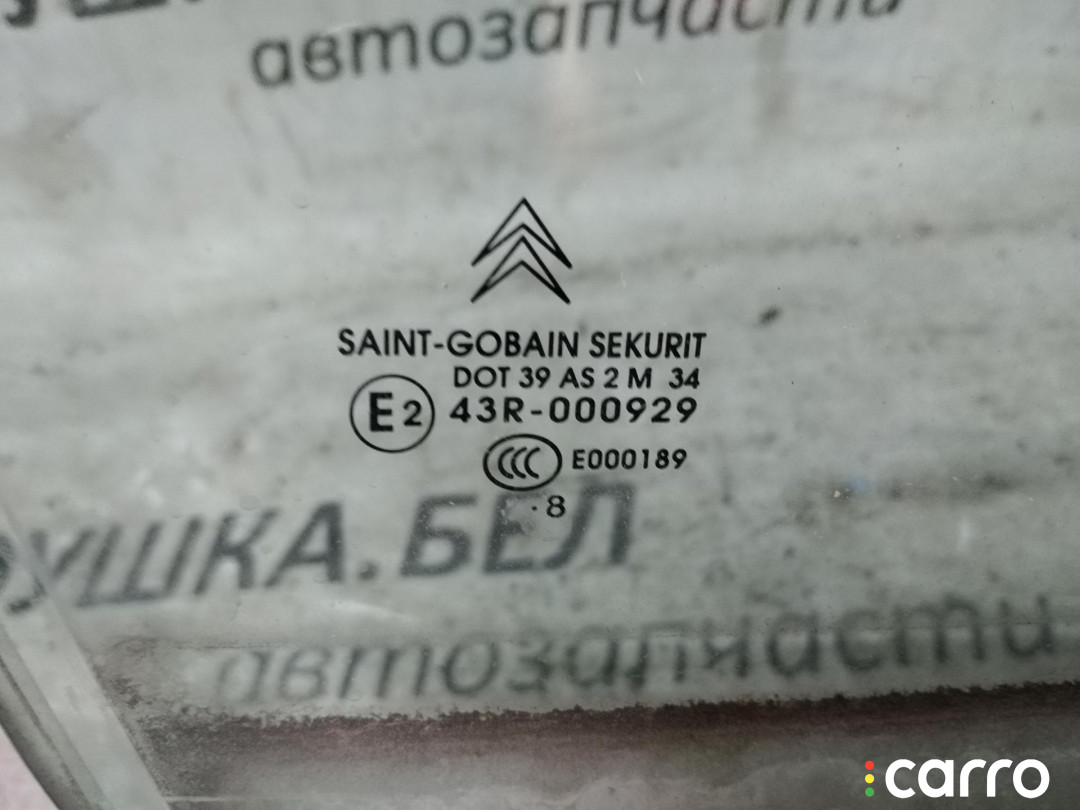 автозапчасти
SAINT-GOBAIN SEKURIT
DOT 39 AS 2 M 34
E2 43R-000929
CCC E000189
.8
УШКА.БЕЛ
автозапчасти
carro